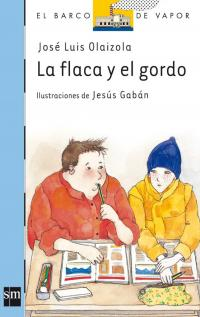 EL BARCO DE VAPOR
José Luis Olaizola
La flaca y el gordo
Ilustraciones de Jesús Gabán
sm